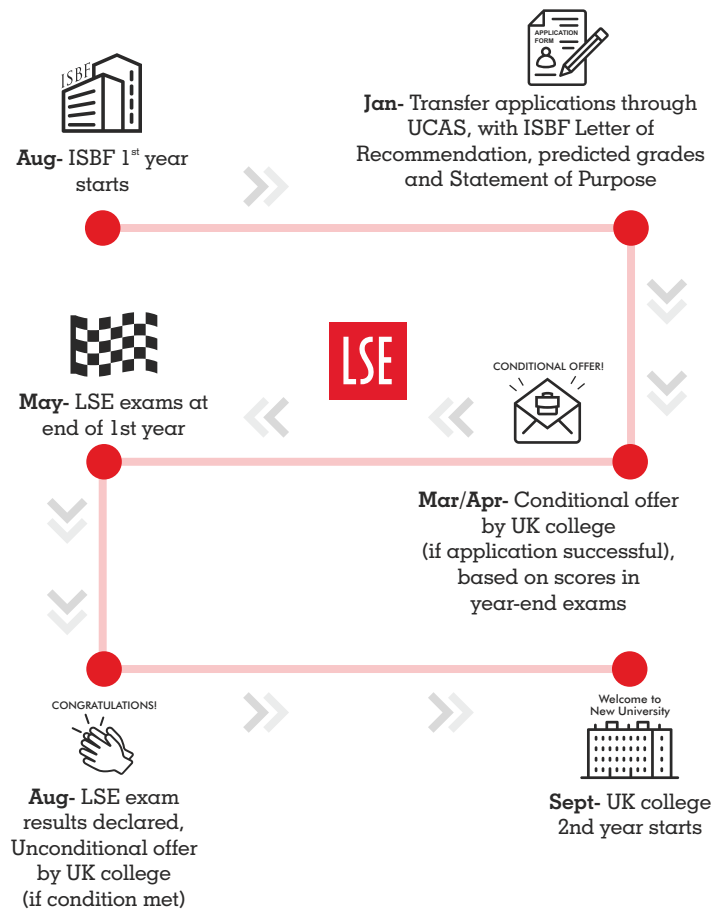 ISBF
Aug- ISBF 1st year
starts
APPLICATION
FORM
Jan- Transfer applications through
UCAS, with ISBF Letter of
Recommendation, predicted grades
and Statement of Purpose
CONDITIONAL OFFER!
Mar/Apr- Conditional offer
by UK college
(if application successful),
based on scores in
year-end exams
LSE
May- LSE exams at
end of 1st year
CONGRATULATIONS!
Aug- LSE exam
results declared,
Unconditional offer
by UK college
(if condition met)
Welcome to
New University
Sept- UK college
2nd year starts